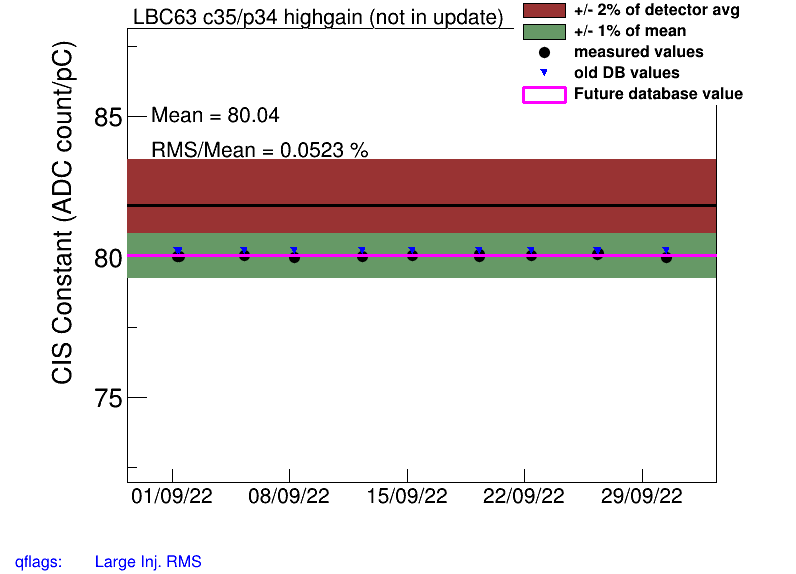 LBC63 c35/p34 highgain (not in update)
+/- 2% of detector avg
+/- 1% of mean
measured values
old DB values
Future database value
CIS Constant (ADC count/pC)
85
Mean = 80.04
RMS/Mean = 0.0523 %
80
75
01/09/22 08/09/22 15/09/22 22/09/22 29/09/22
qflags: Large Inj. RMS